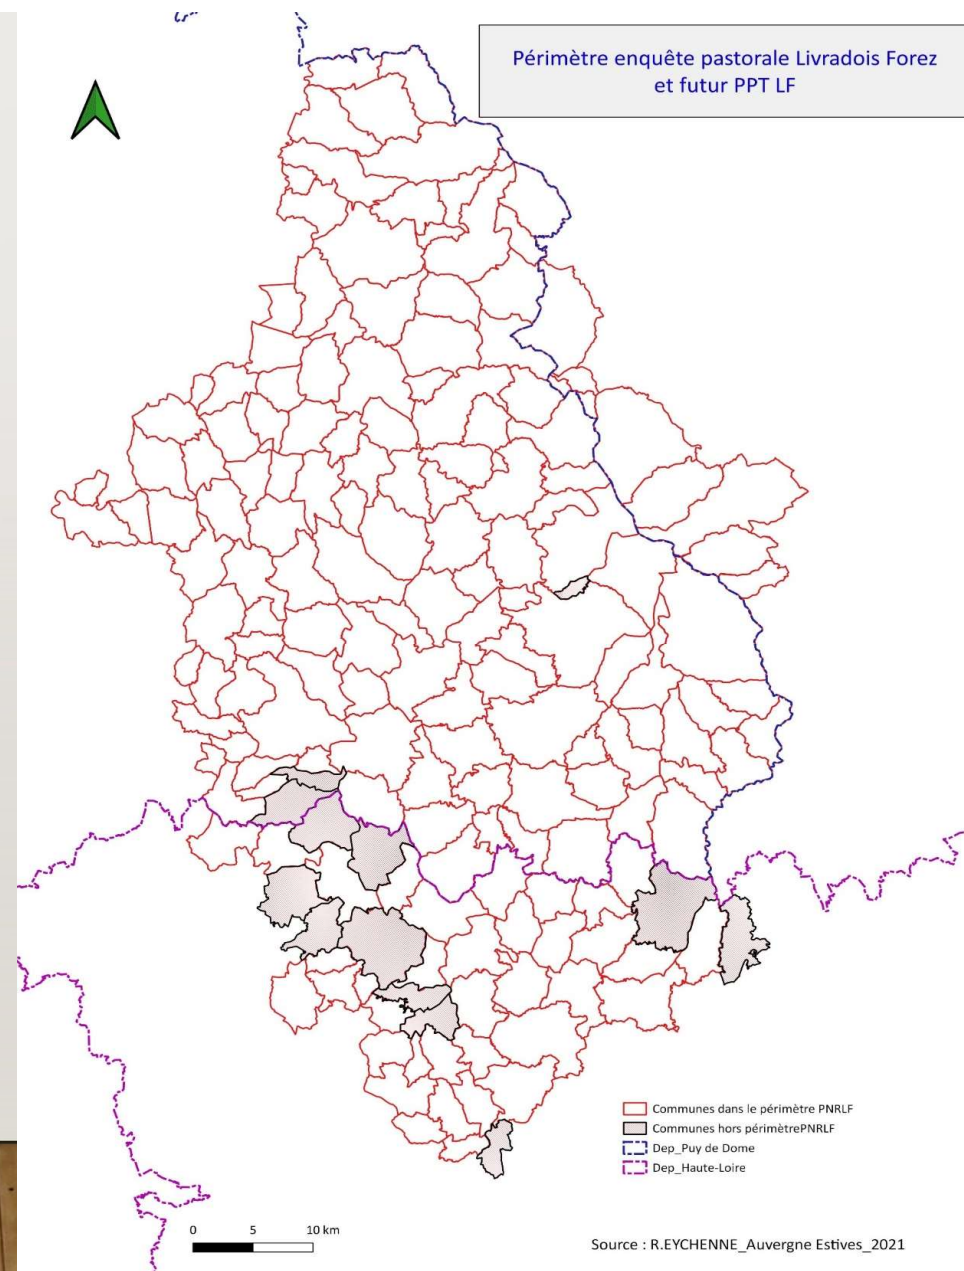 Périmètre enquête pastorale Livradois Forez
et futur PPT LF
Communes dans le périmètre PNRLF
Communes hors périmètrePNRLF
Dep_Puy de Dome
Dep_Haute-Loire
0 5 10 km
Source : R.EYCHENNE_Auvergne Estives_2021